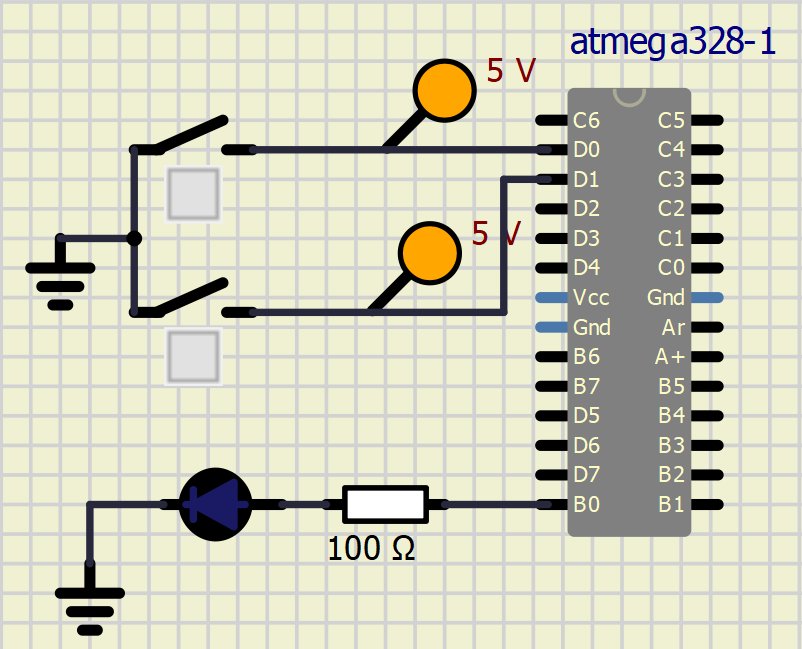 atmega328-1
5 V
5 V
100 Ω
C6 C5
D0 C4
D1 C3
D2 C2
D3 C1
D4 C0
Vcc Gnd
Gnd Ar
B6 A+
B7 B5
D5 B4
D6 B3
D7 B2
B0 B1